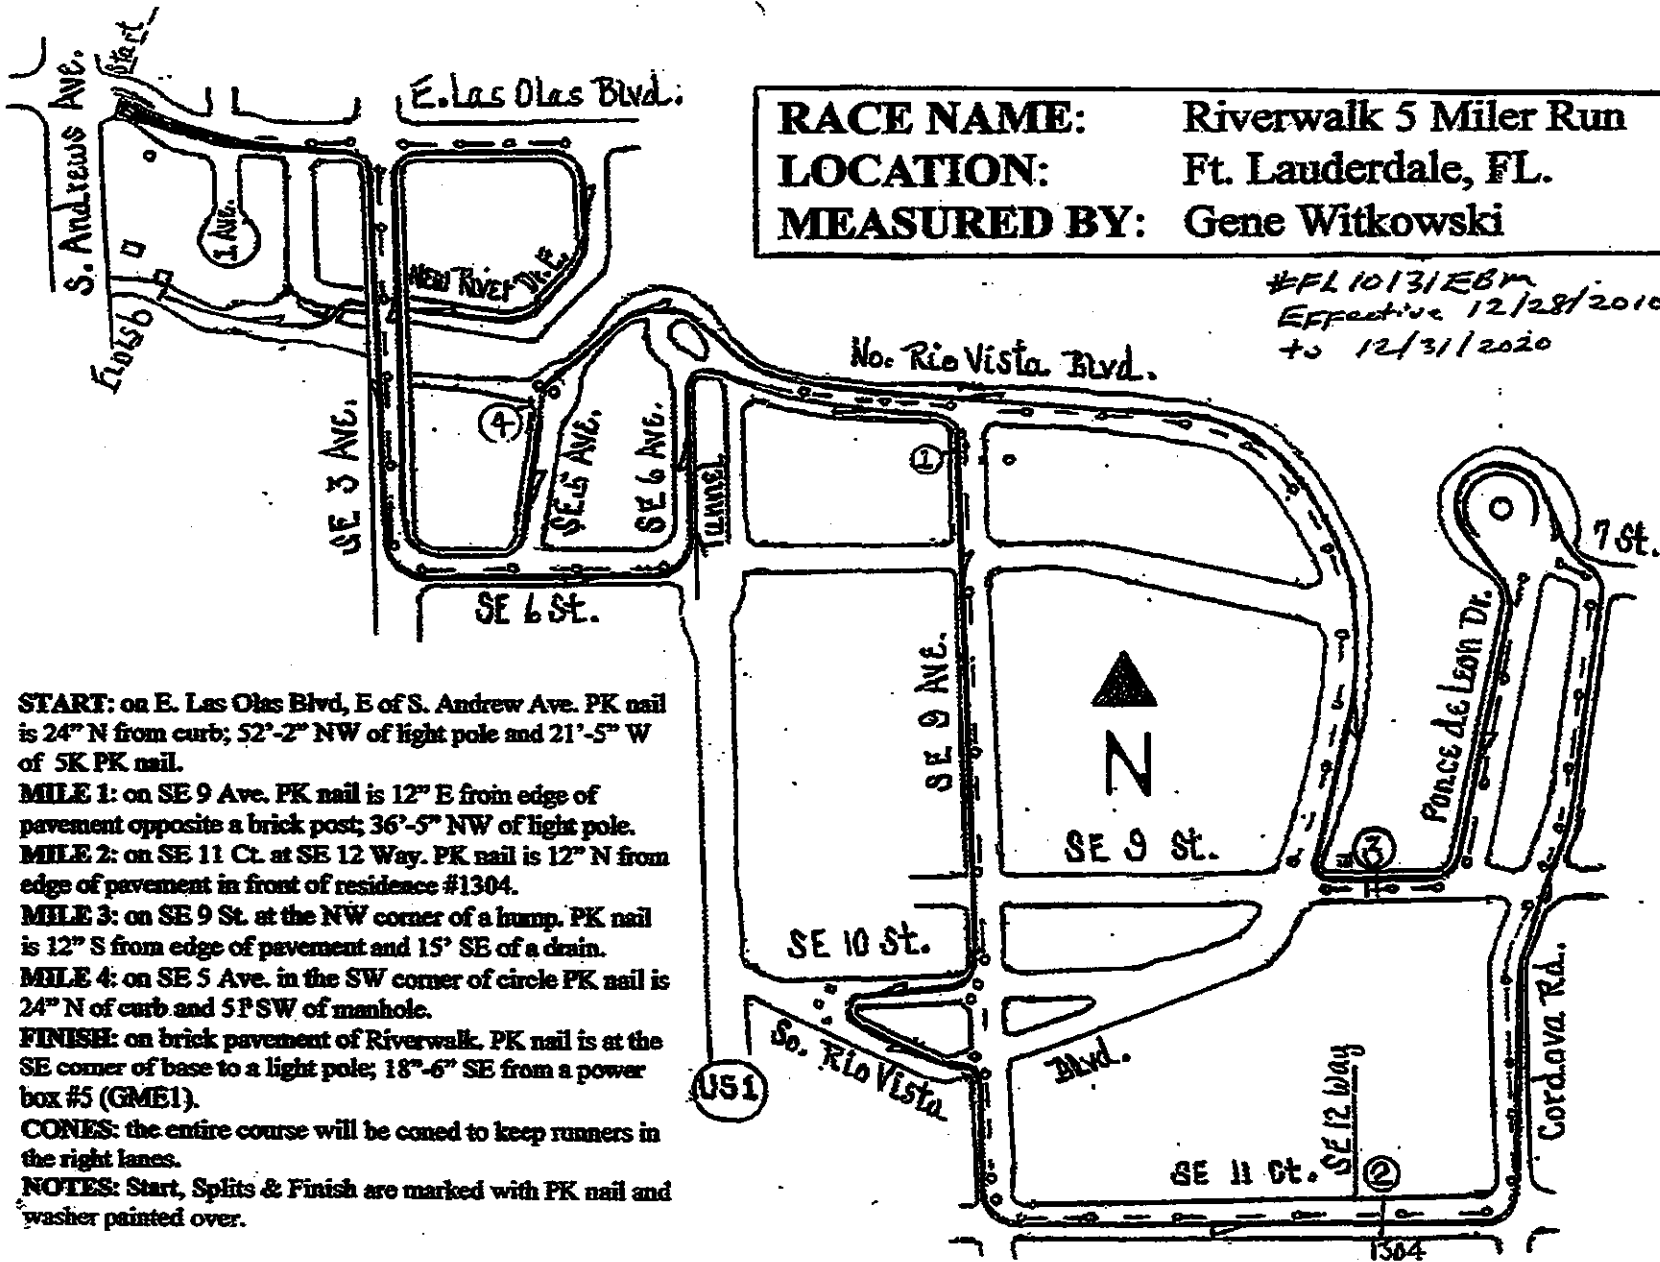 Start
S. Andrews Ave.
E. Las Olas Blvd.
RACE NAME: Riverwalk 5 Miler Run
LOCATION: Ft. Lauderdale, FL.
MEASURED BY: Gene Witkowski
#FL10131EBM
Effective 12/28/2010
to 12/31/2020
1 Ave.
New River Dr. E.
Finish
No. Rio Vista Blvd.
SE 3 AVE.
4
SE 5 AVE.
SE 6 AVE.
Tunnel
1
7 St.
SE 6 St.
SE 9 AVE.
N
Ponce de Leon Dr.
SE 9 St.
3
SE 10 St.
So. Rio Vista
Blvd.
US1
SE 12 Way
SE 11 Ct.
2
Cordova Rd.
1304
START: on E. Las Olas Blvd, E of S. Andrew Ave. PK nail
is 24" N from curb; 52'-2" NW of light pole and 21'-5" W
of 5K PK nail.
MILE 1: on SE 9 Ave. PK nail is 12" E from edge of
pavement opposite a brick post; 36'-5" NW of light pole.
MILE 2: on SE 11 Ct. at SE 12 Way. PK nail is 12" N from
edge of pavement in front of residence #1304.
MILE 3: on SE 9 St. at the NW corner of a hump. PK nail
is 12" S from edge of pavement and 15' SE of a drain.
MILE 4: on SE 5 Ave. in the SW corner of circle PK nail is
24" N of curb and SW of manhole.
FINISH: on brick pavement of Riverwalk. PK nail is at the
SE corner of base to a light pole; 18"-6" SE from a power
box #5 (GME1).
CONES: the entire course will be coned to keep runners in
the right lanes.
NOTES: Start, Splits & Finish are marked with PK nail and
washer painted over.